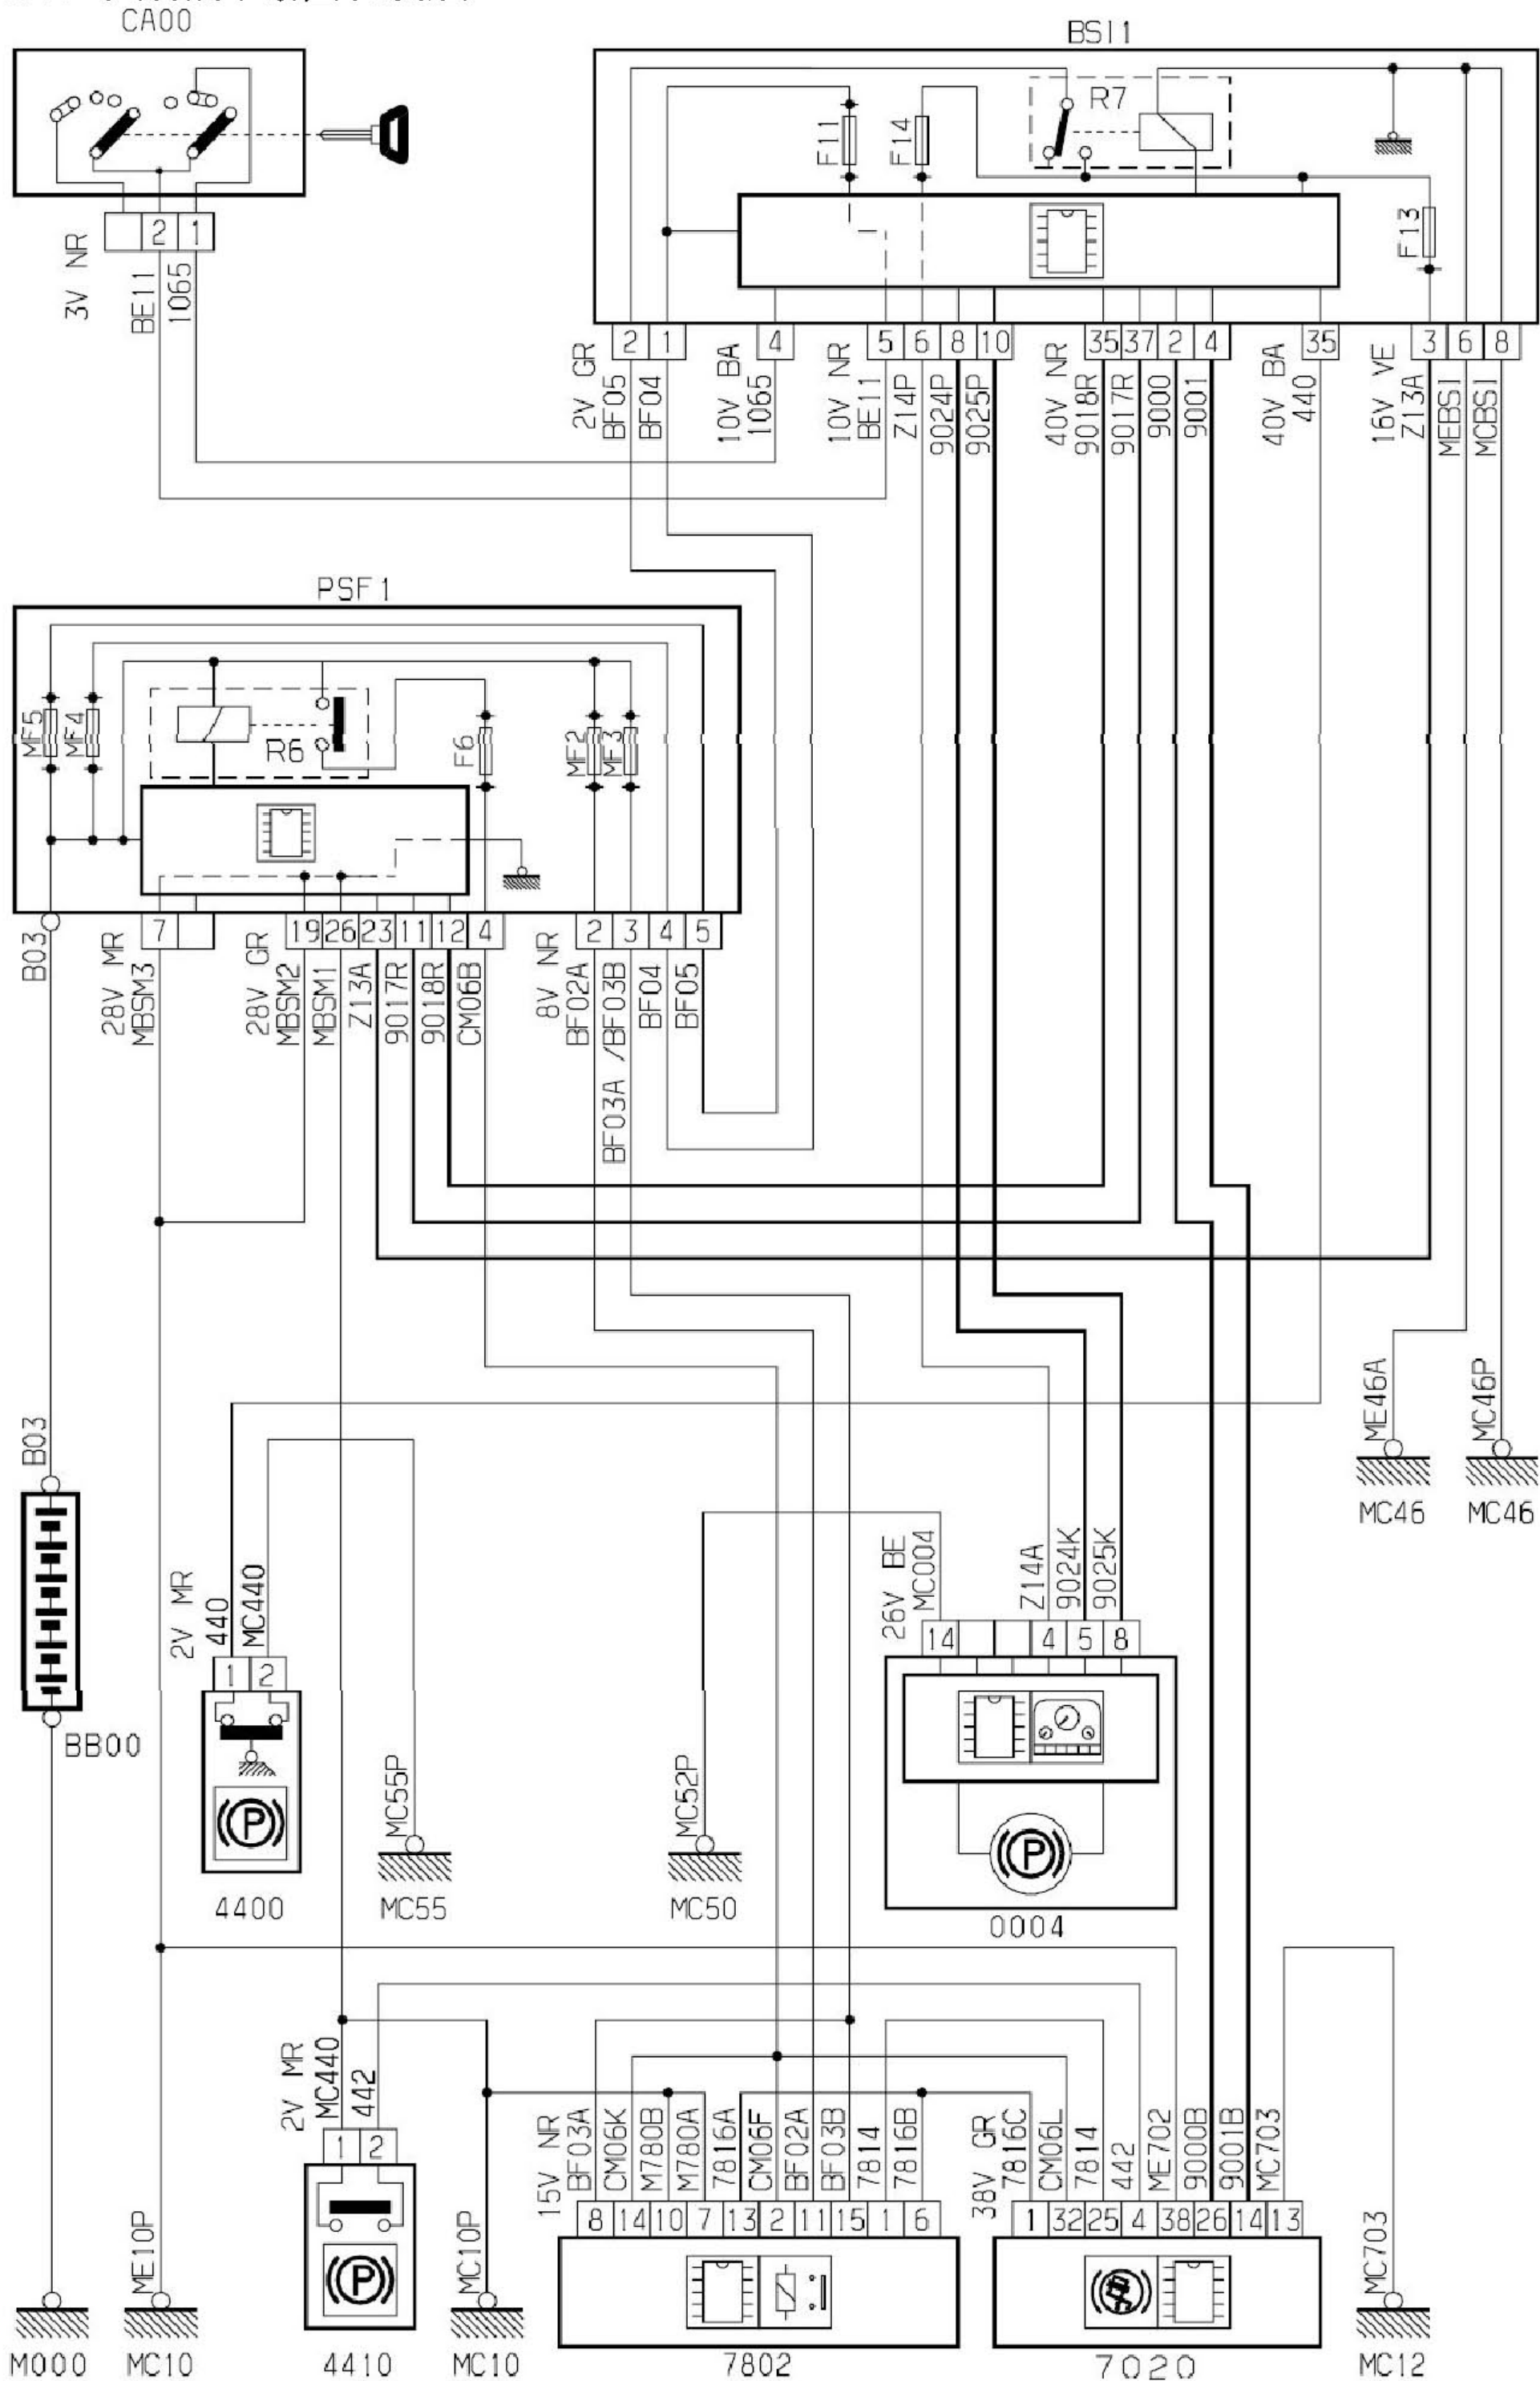 CA00
BSI1
R7
F11
F14
F13
3V NR
2 1
BE11
1065
2V GR
2 1
BF05
BF04
10V BA
4
1065
10V NR
5 6 8 10
BE11
Z14P
9024P
9025P
40V NR
35 37 2 4
9018R
9017R
9000
9001
40V BA
35
440
16V VE
3 6 8
Z13A
MEBSI
MCBSI
PSF1
MF5
MF4
R6
F6
MF2
MF3
B03
28V MR
7
MBSM3
28V GR
19 26 23 11 12 4
MBSM2
MBSM1
Z13A
9017R
9018R
CM06B
8V NR
2 3 4 5
BF02A
BF03A /BF03B
BF04
BF05
B03
BB00
ME46A
MC46P
MC46
MC46
2V MR
440
MC440
1 2
P
4400
MC55P
MC55
MC52P
MC50
26V BE
MC004
Z14A
9024K
9025K
14 4 5 8
P
0004
2V MR
MC440
442
1 2
P
4410
ME10P
M000
MC10
MC10P
MC10
15V NR
BF03A
CM06K
M780B
M780A
7816A
CM06F
BF02A
BF03B
7814
7816B
8 14 10 7 13 2 11 15 1 6
7802
38V GR
7816C
CM06L
7814
442
ME702
9000B
9001B
MC703
1 32 25 4 38 26 14 13
7020
MC703
MC12